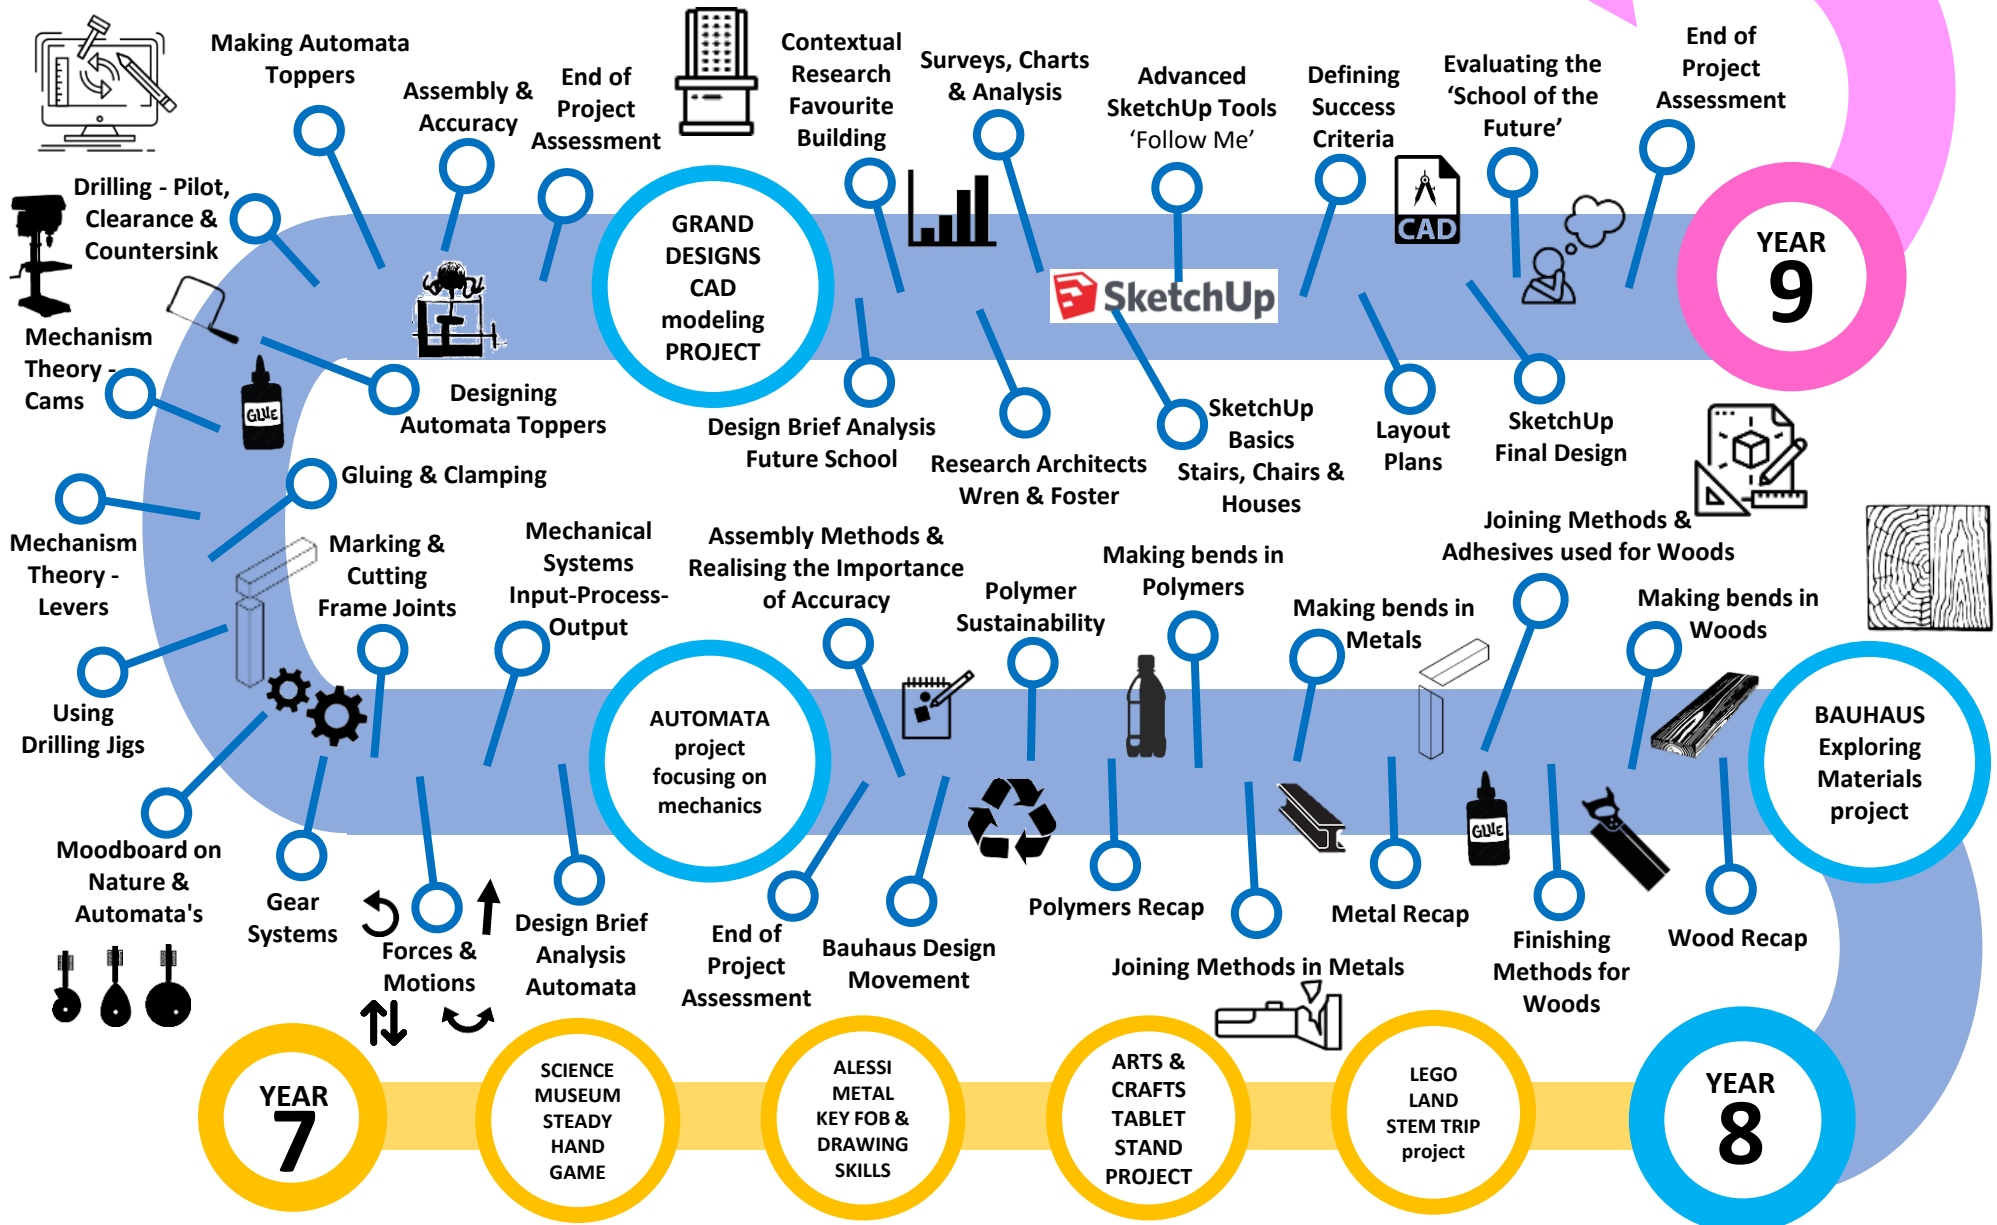 Making Automata
Toppers
Assembly &
Accuracy
End of
Project
Assessment
Contextual
Research
Favourite
Building
Surveys, Charts
& Analysis
Advanced
SketchUp Tools
‘Follow Me’
Defining
Success
Criteria
Evaluating the
‘School of the
Future’
End of
Project
Assessment
Drilling - Pilot,
Clearance &
Countersink
GRAND
DESIGNS
CAD
modeling
PROJECT
CAD
SketchUp
YEAR
9
Mechanism
Theory -
Cams
GLUE
Designing
Automata Toppers
Design Brief Analysis
Future School
Research Architects
Wren & Foster
SketchUp
Basics
Stairs, Chairs &
Houses
Layout
Plans
SketchUp
Final Design
Gluing & Clamping
Mechanism
Theory -
Levers
Marking &
Cutting
Frame Joints
Mechanical
Systems
Input-Process-
Output
Assembly Methods &
Realising the Importance
of Accuracy
Polymer
Sustainability
Making bends in
Polymers
Making bends in
Metals
Joining Methods &
Adhesives used for Woods
Making bends in
Woods
Using
Drilling Jigs
AUTOMATA
project
focusing on
mechanics
BAUHAUS
Exploring
Materials
project
GLUE
Moodboard on
Nature &
Automata's
Gear
Systems
Forces &
Motions
Design Brief
Analysis
Automata
End of
Project
Assessment
Bauhaus Design
Movement
Polymers Recap
Joining Methods in Metals
Metal Recap
Finishing
Methods for
Woods
Wood Recap
YEAR
7
SCIENCE
MUSEUM
STEADY
HAND
GAME
ALESSI
METAL
KEY FOB &
DRAWING
SKILLS
ARTS &
CRAFTS
TABLET
STAND
PROJECT
LEGO
LAND
STEM TRIP
project
YEAR
8